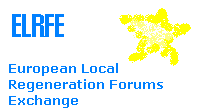 ELRFE
European Local
Regeneration Forums
Exchange